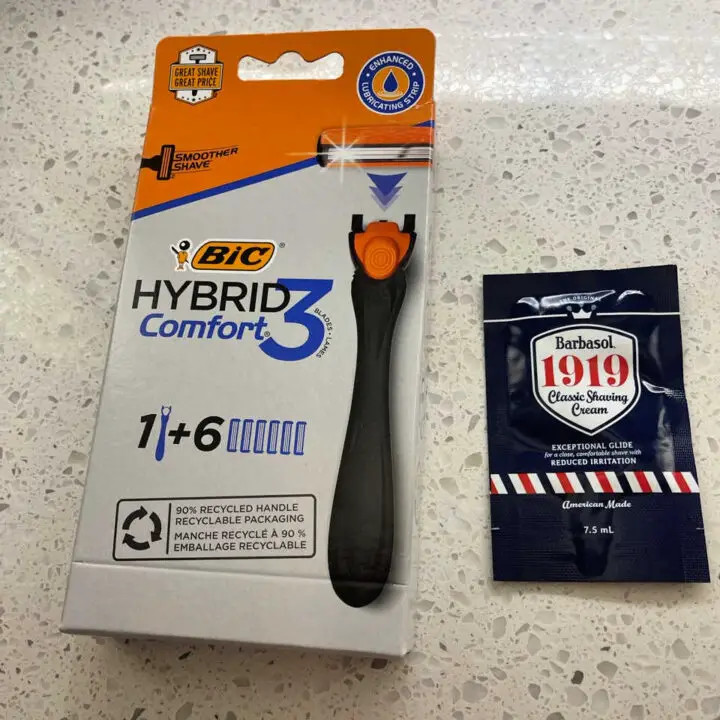 GREAT SHAVE
GREAT PRICE
ENHANCED
LUBRICATING STRIP
SMOOTHER
SHAVE
BiC®
HYBRID 3
Comfort®
BLADES • LAMES
1 + 6
90% RECYCLED HANDLE
RECYCLABLE PACKAGING
MANCHE RECYCLÉ À 90 %
EMBALLAGE RECYCLABLE
THE ORIGINAL
Barbasol®
1919
Classic Shaving
Cream
EXCEPTIONAL GLIDE
for a close, comfortable shave with
REDUCED IRRITATION
American Made
7.5 mL